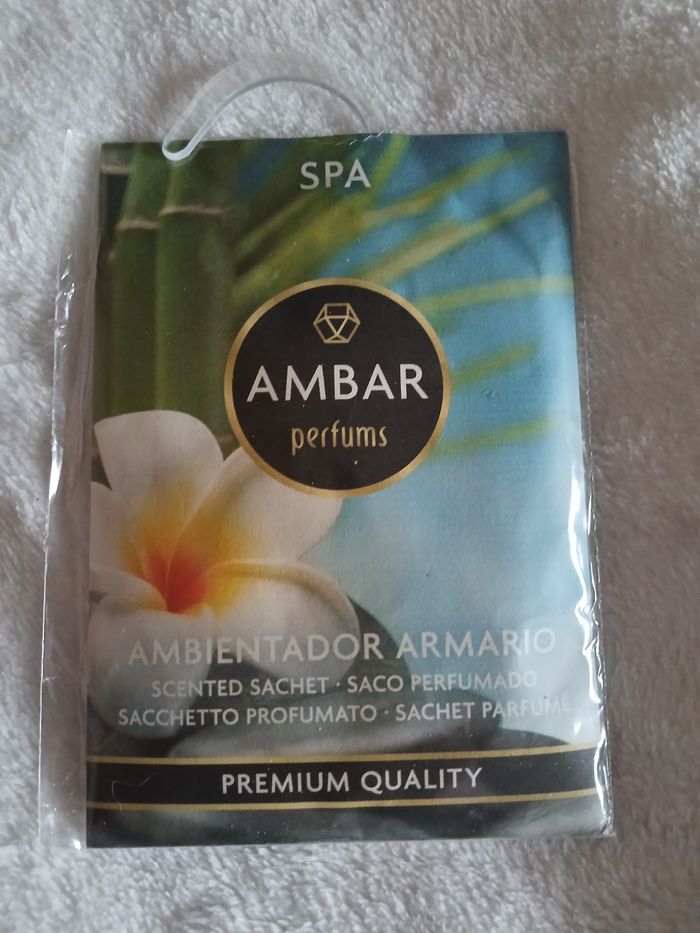 SPA
AMBAR
perfums
AMBIENTADOR ARMARIO
SCENTED SACHET · SACO PERFUMADO
SACCHETTO PROFUMATO · SACHET PARFUMÉ
PREMIUM QUALITY